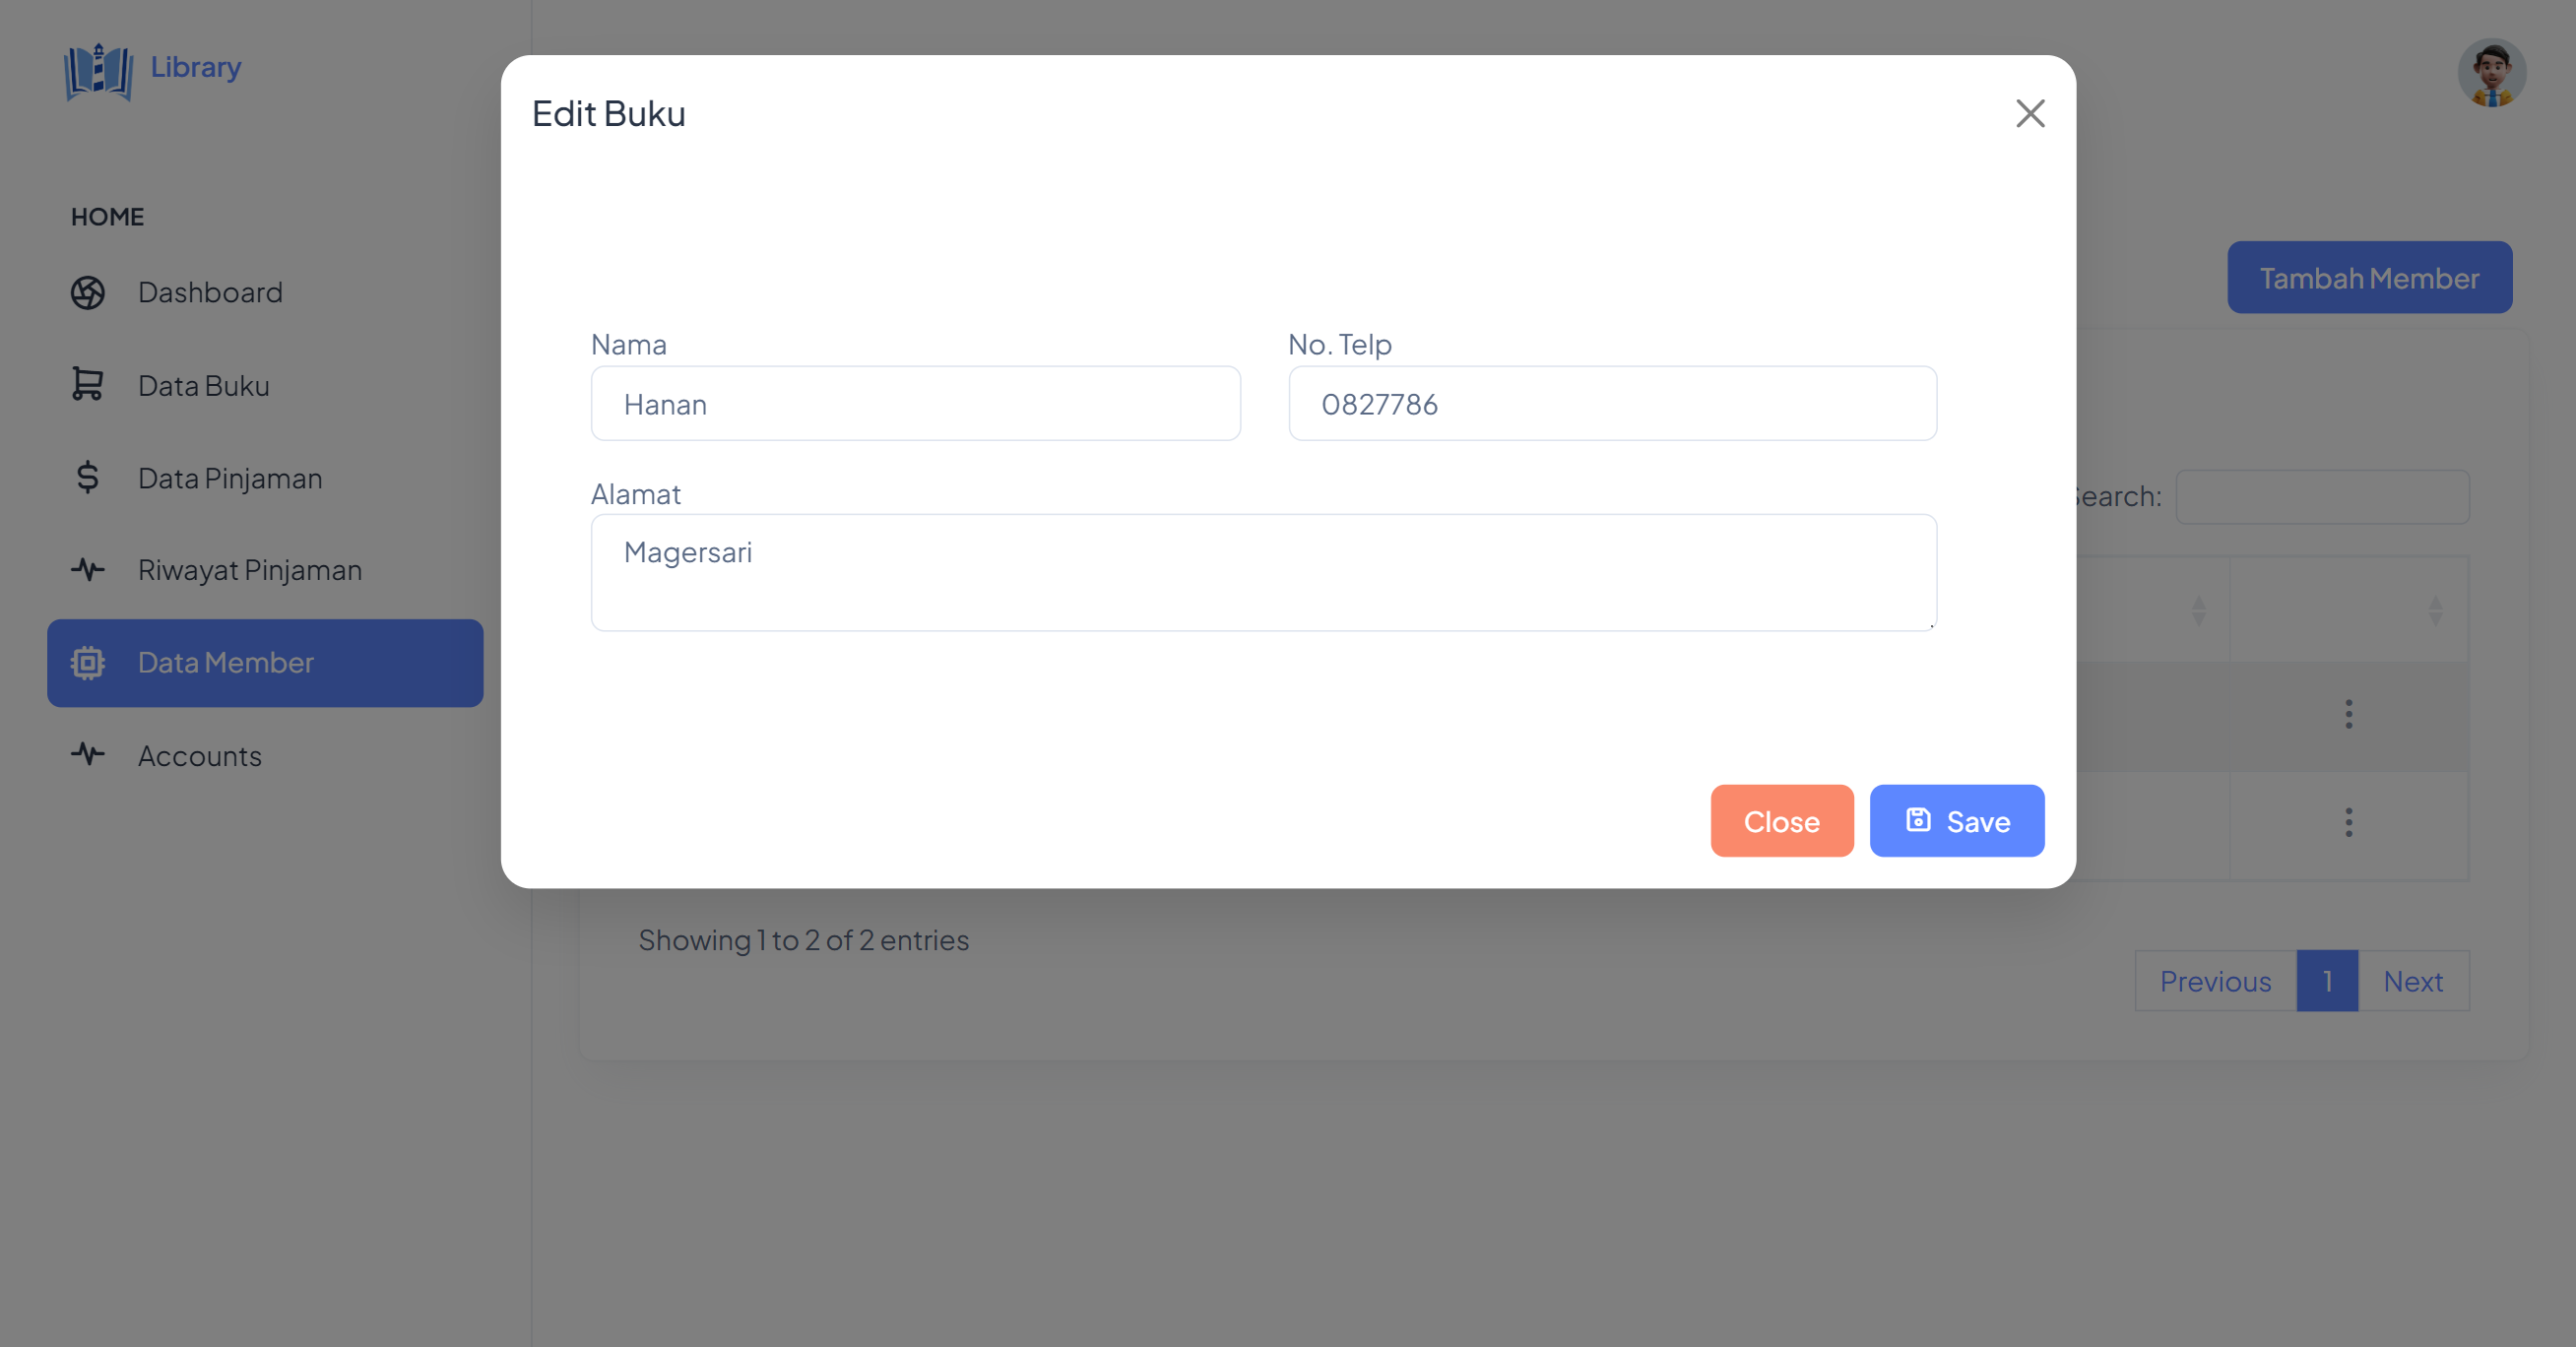 Library
HOME
Dashboard
Data Buku
Data Pinjaman
Riwayat Pinjaman
Data Member
Accounts
Edit Buku
Nama
No. Telp
Hanan
0827786
Alamat
Magersari
Close
Save
Tambah Member
Search:
Showing 1 to 2 of 2 entries
Previous 1 Next